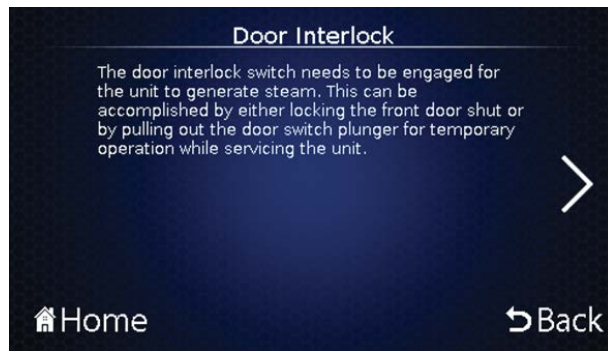 Door Interlock
The door interlock switch needs to be engaged for
the unit to generate steam. This can be
accomplished by either locking the front door shut or
by pulling out the door switch plunger for temporary
operation while servicing the unit.
Home
Back